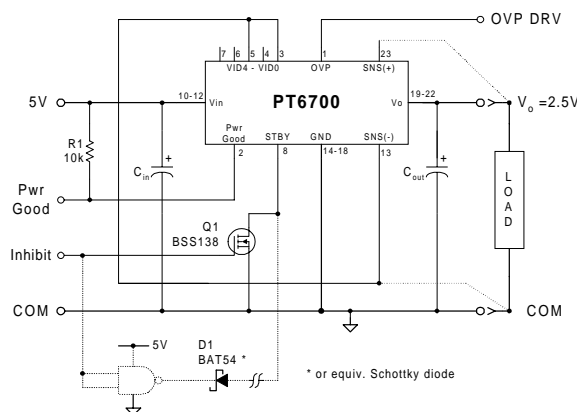 OVP DRV
7 6 5 4 3 1 23
VID4 - VID0 OVP SNS(+)
PT6700
5V 10-12 Vin Vo 19-22 Vo =2.5V
Pwr Good STBY GND SNS(-)
2 8 14-18 13
R1
10k
Cin +
Cout +
LOAD
Pwr
Good
Q1
BSS138
Inhibit
COM COM
5V D1
BAT54 *
* or equiv. Schottky diode